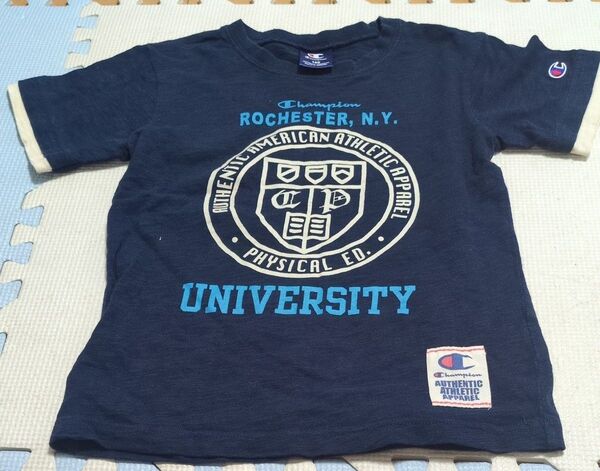 Champion
ROCHESTER, N.Y.
AUTHENTIC AMERICAN ATHLETIC APPAREL
C P
• PHYSICAL ED. •
UNIVERSITY
Champion
AUTHENTIC
ATHLETIC
APPAREL